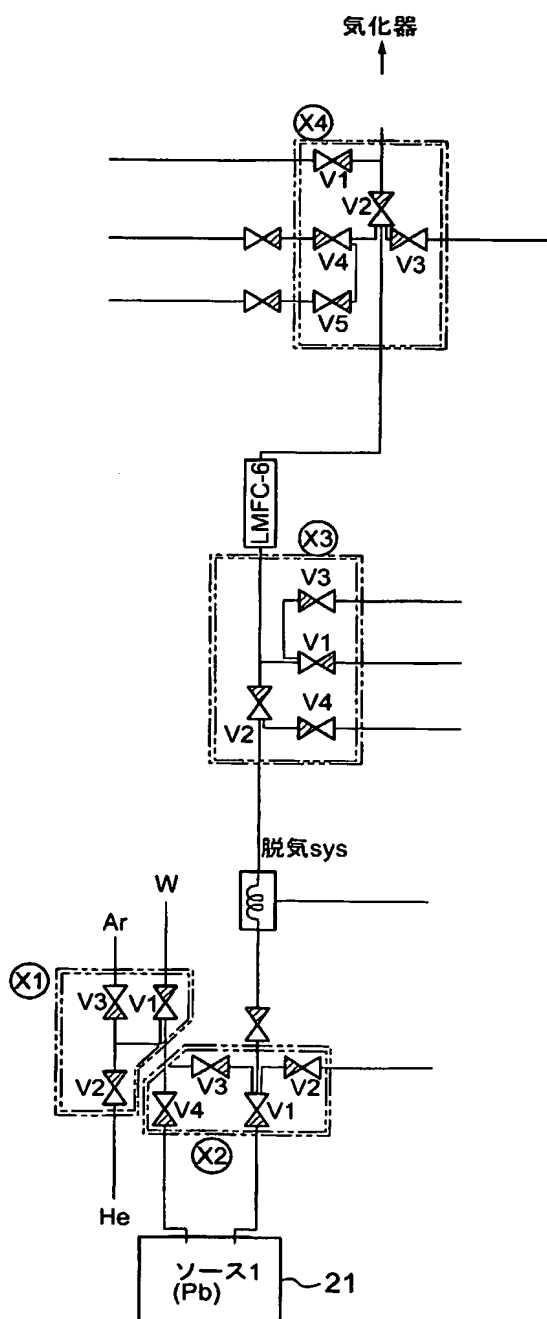 気化器
X4
V1
V2
V4
V3
V5
LMFC-6
X3
V3
V1
V4
V2
脱気sys
W
Ar
X1
V3
V1
V2
V3
V2
V4
V1
X2
He
ソース1
(Pb)
21